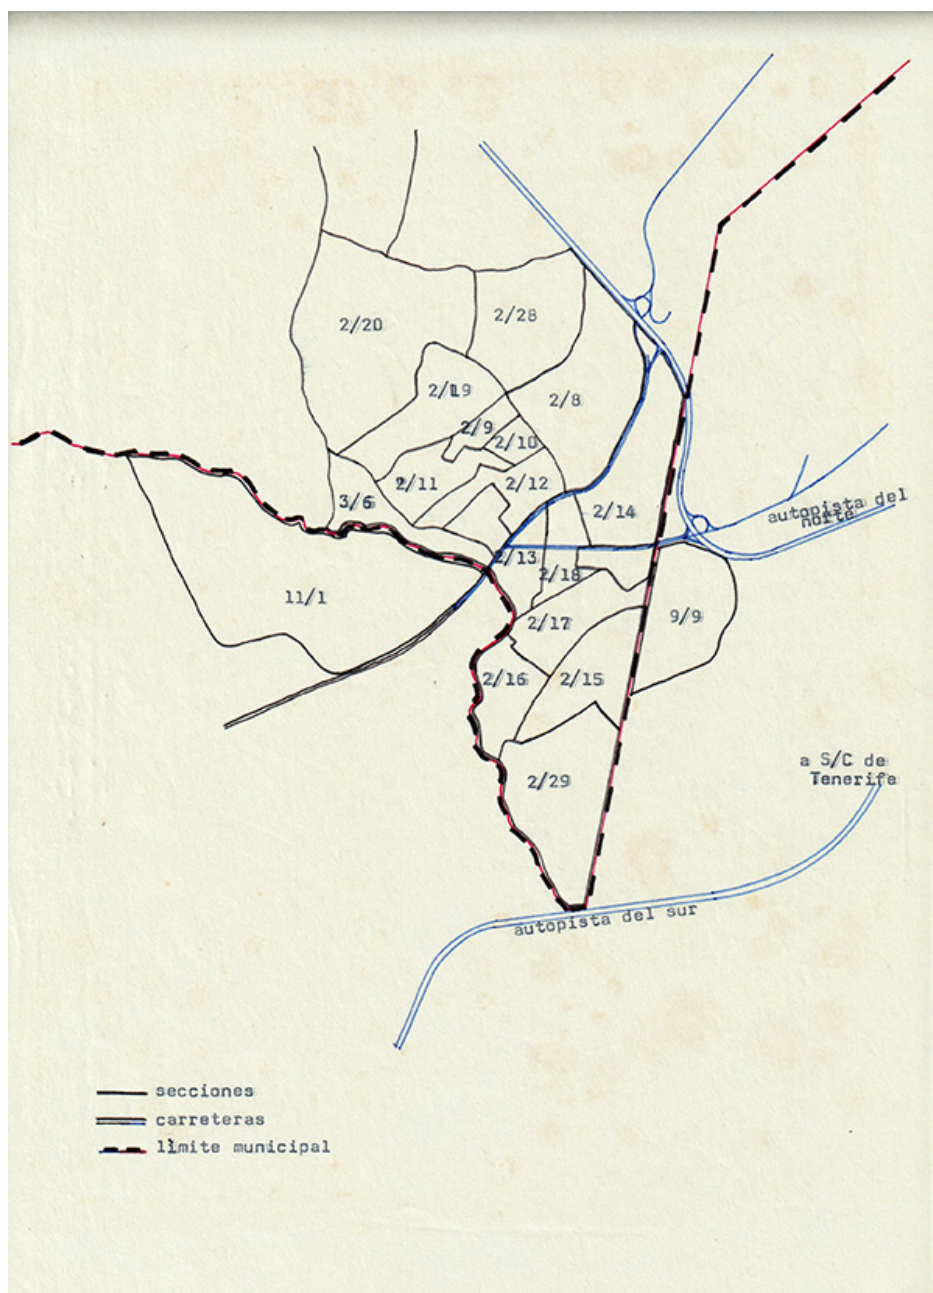 2/20
2/28
2/19
2/8
2/9
2/10
2/11
2/12
3/6
2/14
autopista del
norte
2/13
2/18
11/1
2/17
9/9
2/16
2/15
a S/C de
Tenerife
2/29
autopista del sur
secciones
carreteras
lìmite municipal